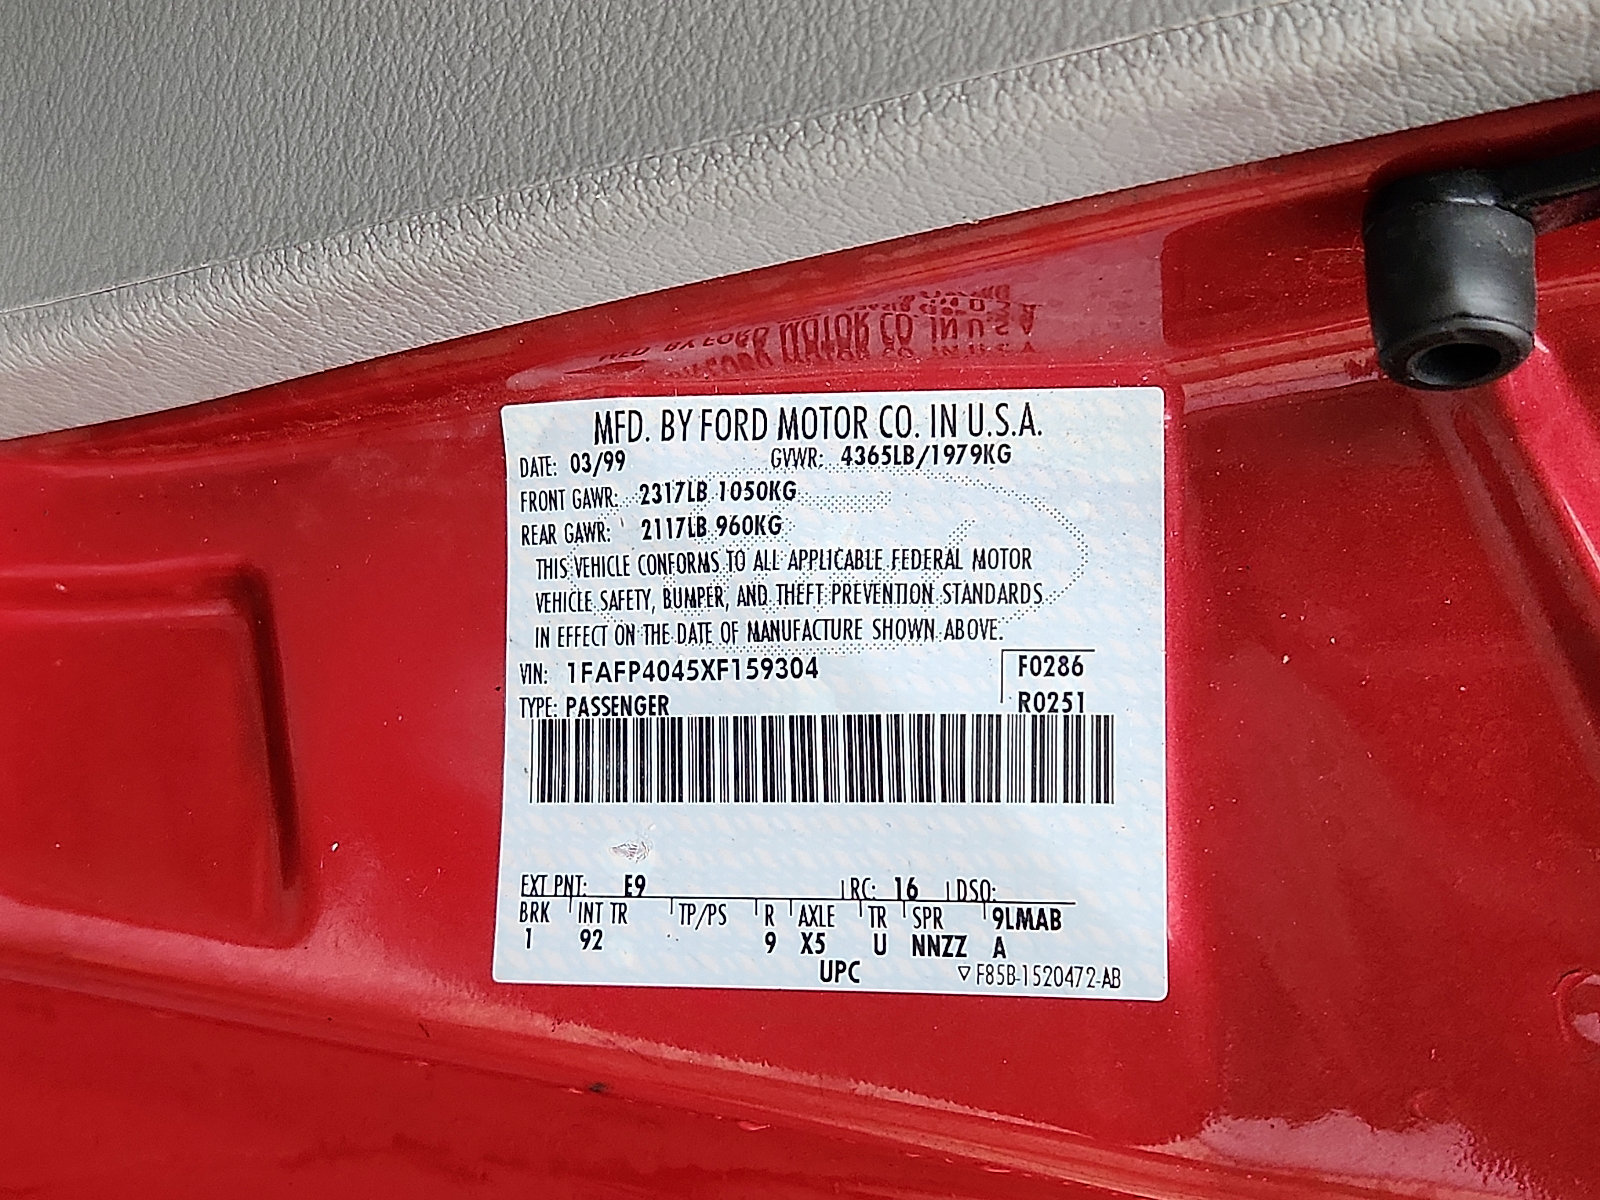 MFD. BY FORD MOTOR CO. IN U.S.A.
DATE: 03/99 GVWR: 4365LB/1979KG
FRONT GAWR: 2317LB 1050KG
REAR GAWR: 2117LB 960KG
THIS VEHICLE CONFORMS TO ALL APPLICABLE FEDERAL MOTOR
VEHICLE SAFETY, BUMPER, AND THEFT PREVENTION STANDARDS
IN EFFECT ON THE DATE OF MANUFACTURE SHOWN ABOVE.
VIN: 1FAFP4045XF159304 F0286
TYPE: PASSENGER R0251
EXT PNT: E9 RC: 16 DSO:
BRK INT TR TP/PS R AXLE TR SPR 9LMAB
1 92 9 X5 U NNZZ A
UPC ▽ F85B-1520472-AB